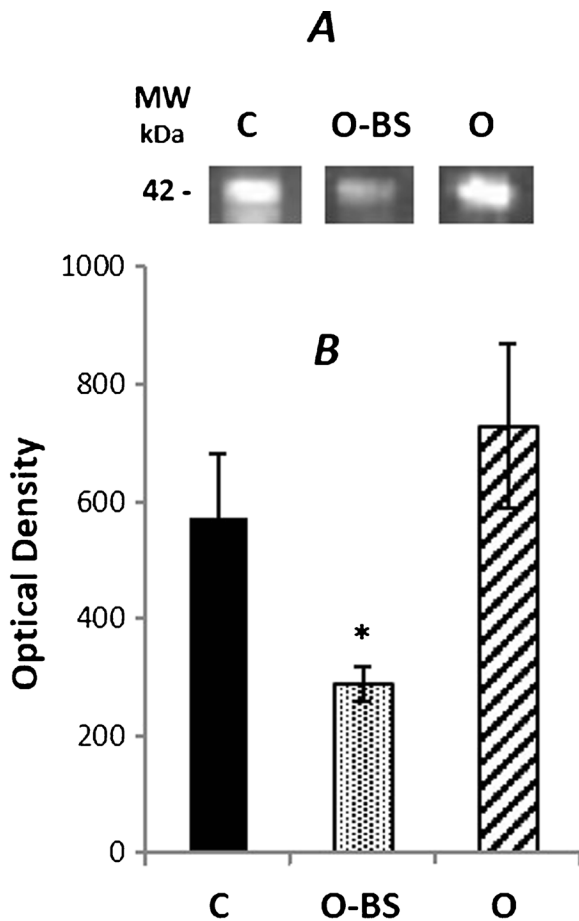 A
MW
kDa
C O-BS O
42 -
1000
B
800
600
*
400
200
0
Optical Density
C O-BS O